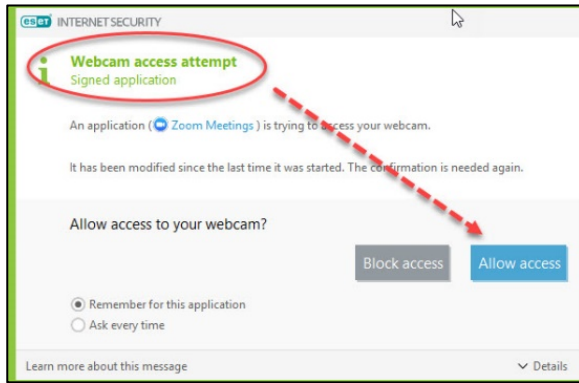 eseT INTERNET SECURITY
Webcam access attempt
Signed application
An application ( Zoom Meetings ) is trying to access your webcam.
It has been modified since the last time it was started. The confirmation is needed again.
Allow access to your webcam?
Block access Allow access
Remember for this application
Ask every time
Learn more about this message Details